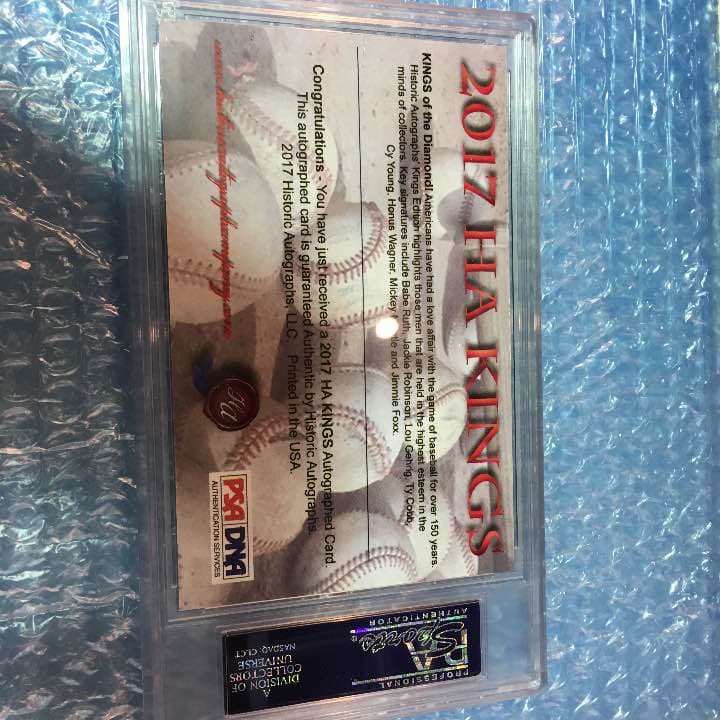 2017 HA KINGS
KINGS of the Diamond! Americans have had a love affair with the game of baseball for over 150 years.
Historic Autographs' Kings Edition highlights those men that are held in the highest esteem in the
minds of collectors. Key signatures include Babe Ruth, Jackie Robinson, Lou Gehrig, Ty Cobb,
Cy Young, Honus Wagner, Mickey and Jimmie Foxx.
Congratulations - You have just received a 2017 HA KINGS Autographed Card.
This autographed card is guaranteed Authentic by Historic Autographs.
2017 Historic Autographs, LLC. Printed in the USA.
HA
PSA DNA
AUTHENTICATION SERVICES
PROFESSIONAL
Sports
AUTHENTICATOR
PSA
A
DIVISION OF
COLLECTORS
UNIVERSE
NASDAQ: CLCT